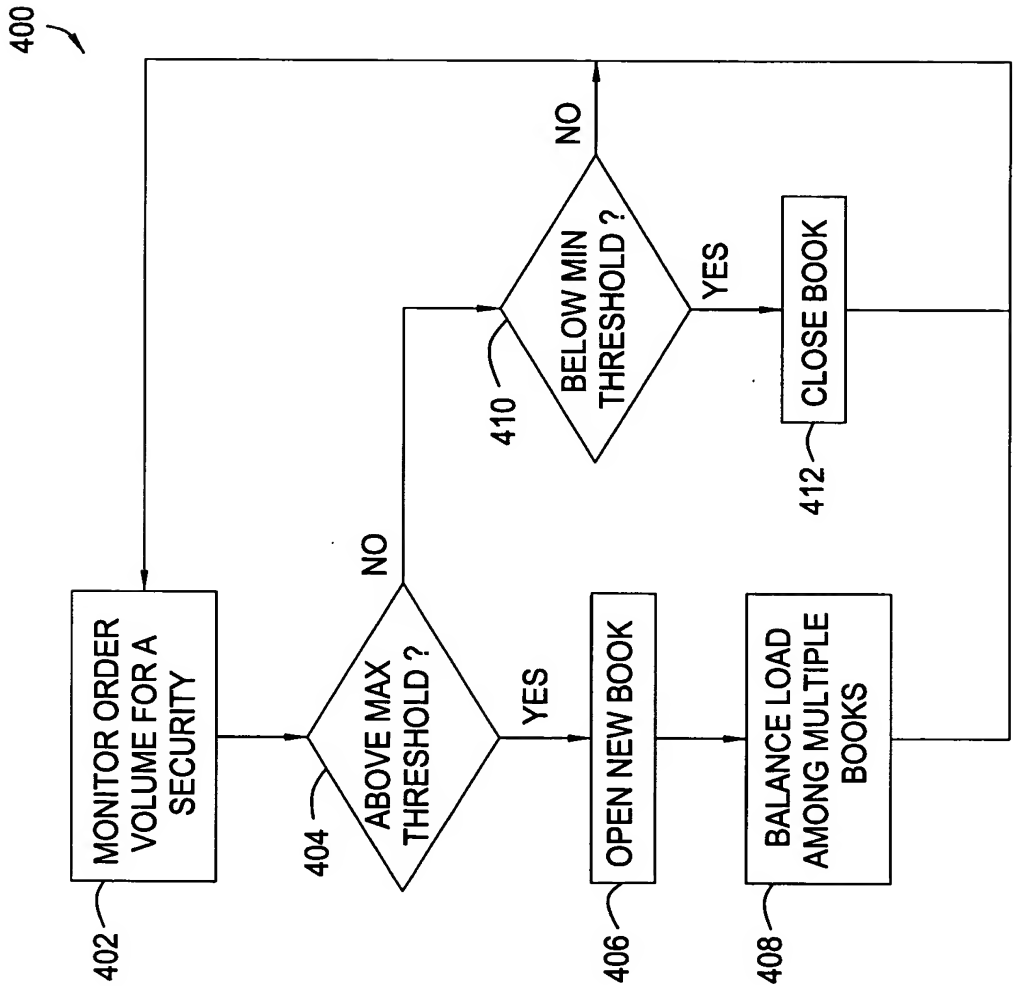 400
MONITOR ORDER
VOLUME FOR A
SECURITY
402
ABOVE MAX
THRESHOLD ?
404
NO
YES
BELOW MIN
THRESHOLD ?
410
NO
YES
OPEN NEW BOOK
406
CLOSE BOOK
412
BALANCE LOAD
AMONG MULTIPLE
BOOKS
408